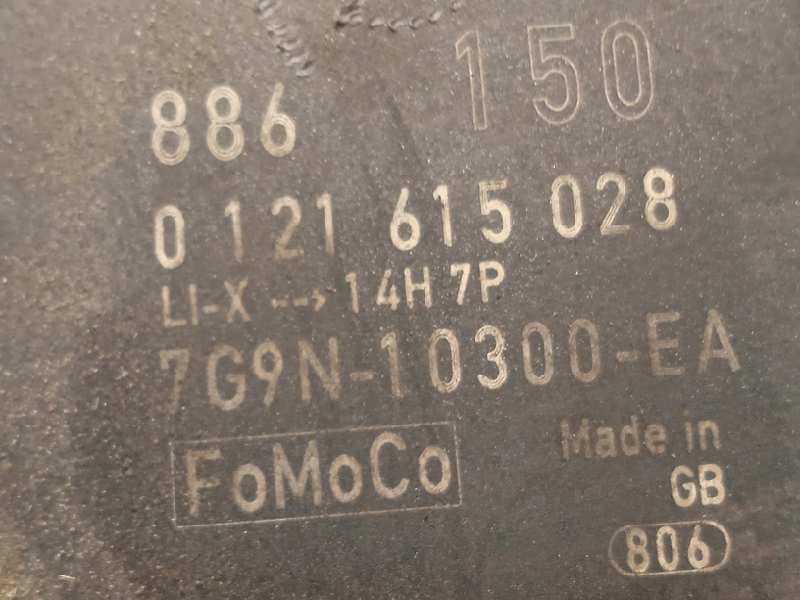 886 150
0 121 615 028
LI-X --→ 14H 7P
7G9N-10300-EA
FoMoCo Made in
GB
806